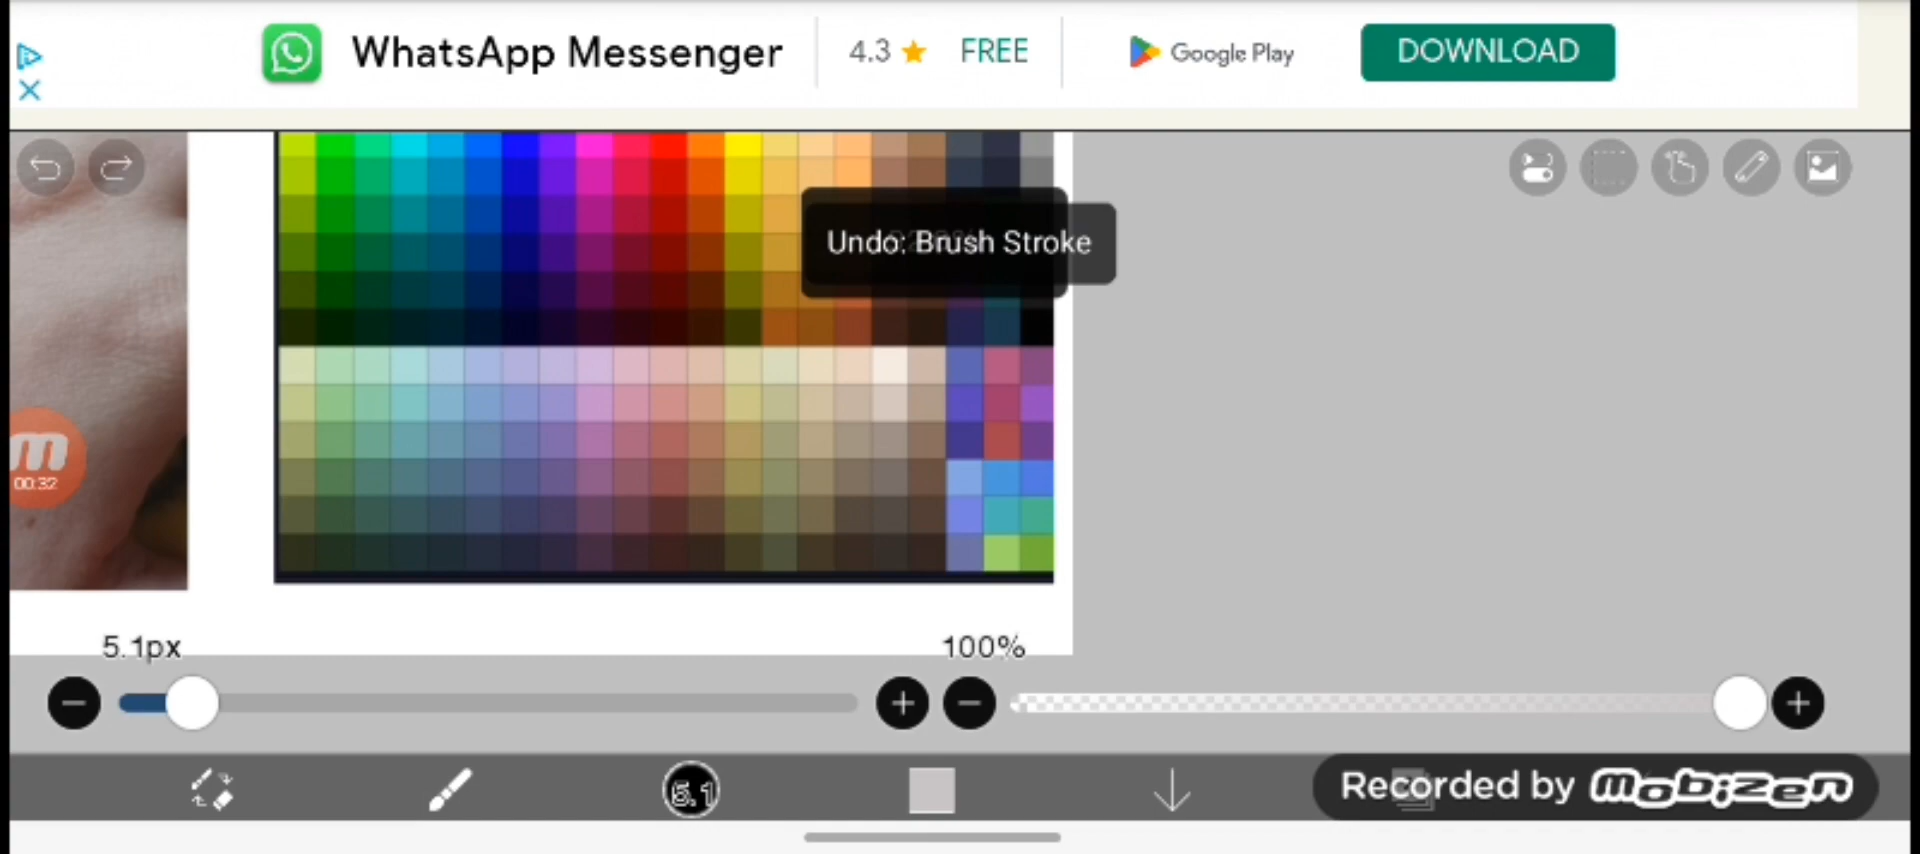 WhatsApp Messenger
4.3
FREE
Google Play
DOWNLOAD
Undo: Brush Stroke
00:32
5.1px
100%
5.1
Recorded by mobizen